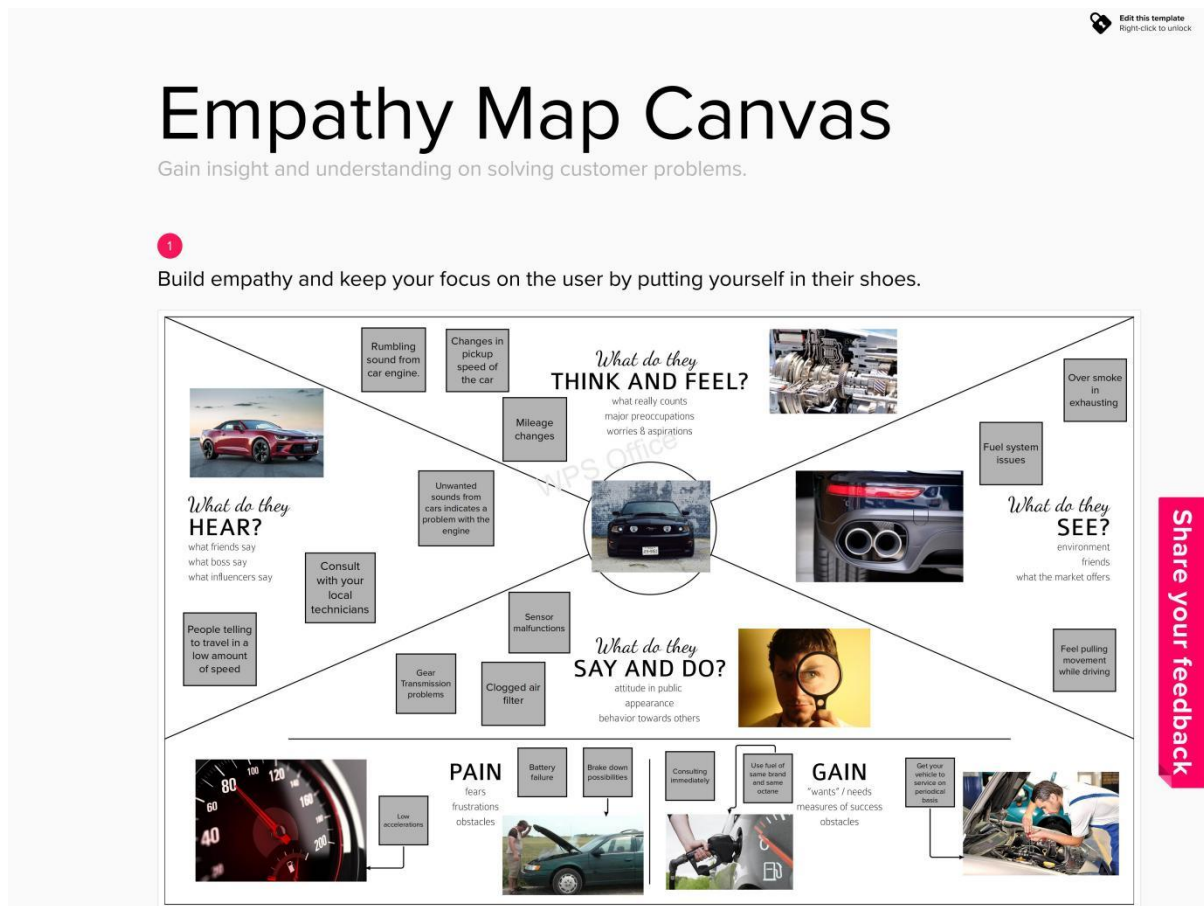 Edit this template
Right-click to unlock
Empathy Map Canvas
Gain insight and understanding on solving customer problems.
1
Build empathy and keep your focus on the user by putting yourself in their shoes.
Rumbling
sound from
car engine.
Changes in
pickup
speed of
the car
Mileage
changes
What do they
THINK AND FEEL?
what really counts
major preoccupations
worries & aspirations
WPS Office
Over smoke
in
exhausting
Fuel system
issues
What do they
HEAR?
what friends say
what boss say
what influencers say
Unwanted
sounds from
cars indicates a
problem with the
engine
Consult
with your
local
technicians
People telling
to travel in a
low amount
of speed
What do they
SEE?
environment
friends
what the market offers
Feel pulling
movement
while driving
Sensor
malfunctions
Gear
Transmission
problems
Clogged air
filter
What do they
SAY AND DO?
attitude in public
appearance
behavior towards others
PAIN
fears
frustrations
obstacles
Battery
failure
Brake down
possibilities
Low
accelerations
40
60
80
100
120
160
200
Consulting
immediately
Use fuel of
same brand
and same
octane
GAIN
"wants" / needs
measures of success
obstacles
Get your
vehicle to
service on
periodical
basis
Share your feedback